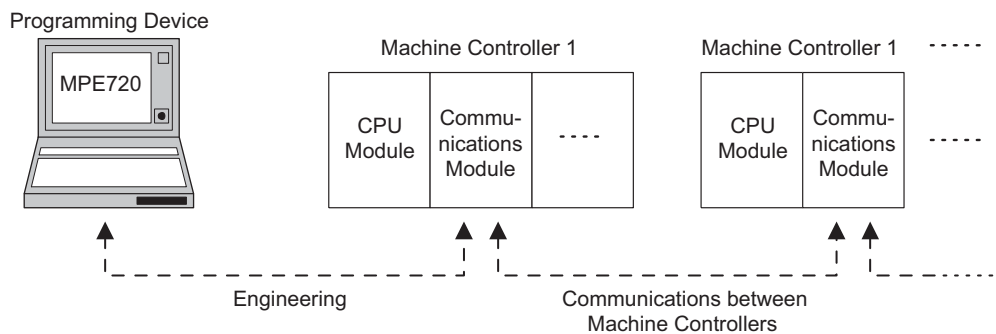 Programming Device
MPE720
Machine Controller 1
CPU
Module
Commu-
nications
Module
Machine Controller 1
CPU
Module
Commu-
nications
Module
Engineering
Communications between
Machine Controllers